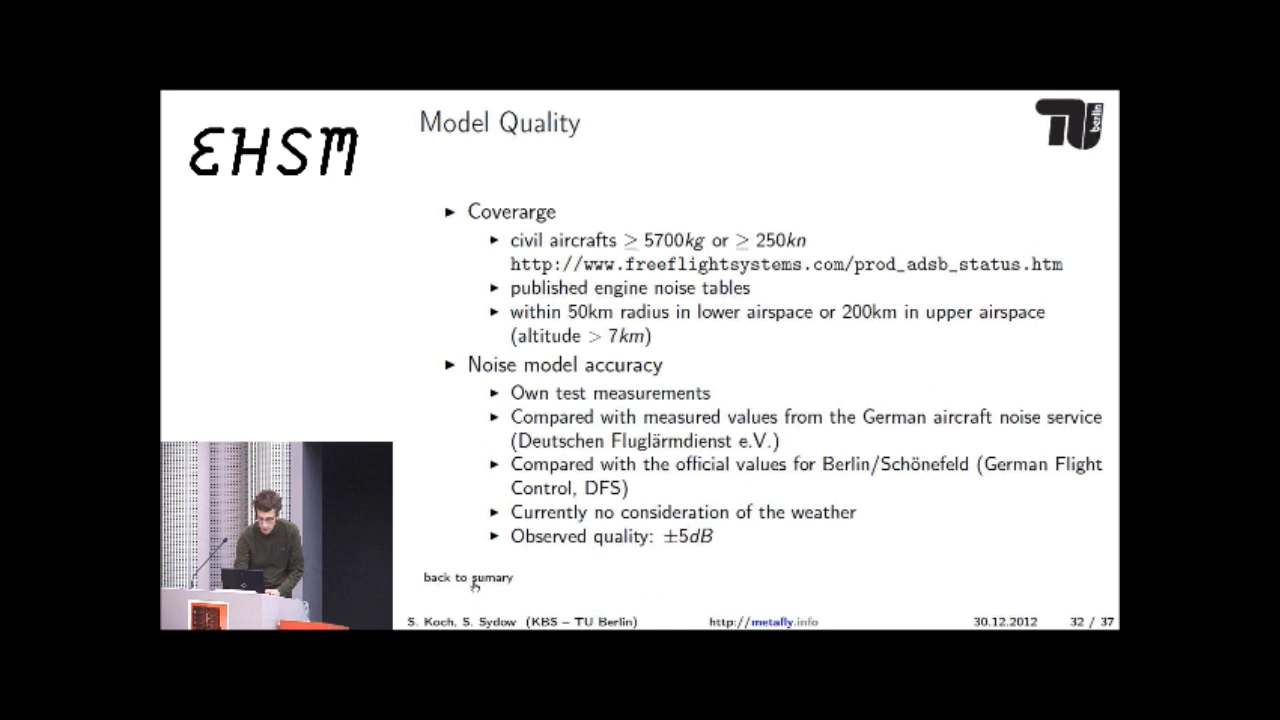 EHSM
Model Quality
TU berlin
Coverarge
civil aircrafts ≥ 5700kg or ≥ 250kn
http://www.freeflightsystems.com/prod_adsb_status.htm
published engine noise tables
within 50km radius in lower airspace or 200km in upper airspace
(altitude > 7km)
Noise model accuracy
Own test measurements
Compared with measured values from the German aircraft noise service
(Deutschen Fluglärmdienst e.V.)
Compared with the official values for Berlin/Schönefeld (German Flight
Control, DFS)
Currently no consideration of the weather
Observed quality: ±5dB
back to sumary
S. Koch, S. Sydow (KBS – TU Berlin) http://metafly.info 30.12.2012 32 / 37